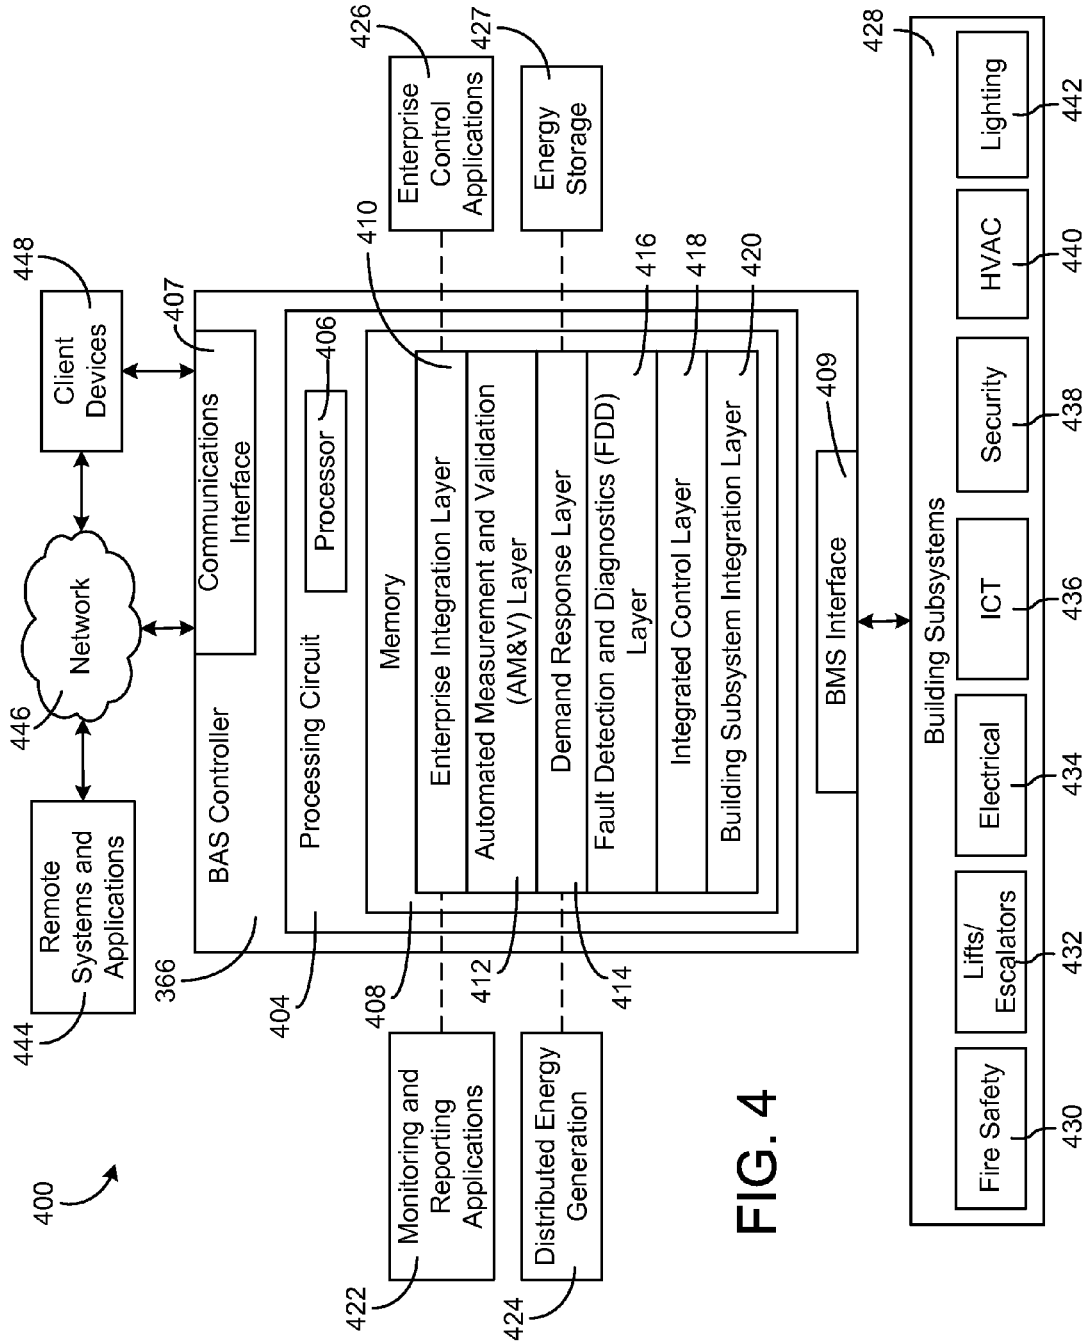 400
444
Remote
Systems and
Applications
446
Network
448
Client
Devices
366
BAS Controller
Communications
Interface
407
404
Processing Circuit
Processor
406
408
Memory
410
422
Monitoring and
Reporting
Applications
Enterprise Integration Layer
426
Enterprise
Control
Applications
412
Automated Measurement and Validation
(AM&V) Layer
424
Distributed Energy
Generation
414
Demand Response Layer
427
Energy
Storage
Fault Detection and Diagnostics (FDD)
Layer
416
Integrated Control Layer
418
Building Subsystem Integration Layer
420
BMS Interface
409
FIG. 4
Building Subsystems
428
Fire Safety
Lifts/
Escalators
Electrical
ICT
Security
HVAC
Lighting
430
432
434
436
438
440
442